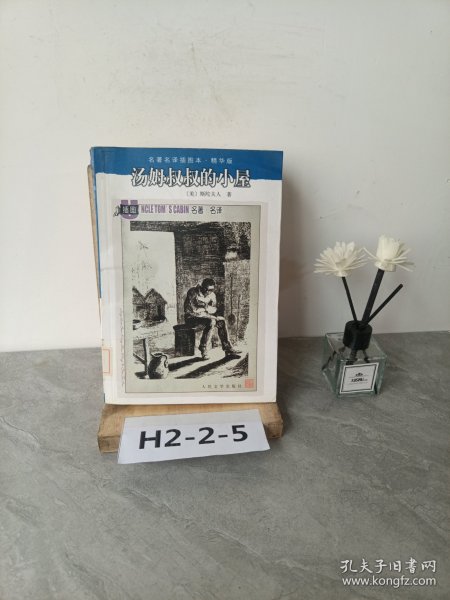 名著名译插图本·精华版
汤姆叔叔的小屋
〔美〕斯陀夫人 著
插图
UNCLE TOM'S CABIN 名著 名译
人民文学出版社
H2-2-5
孔夫子旧书网
www.kongfz.com